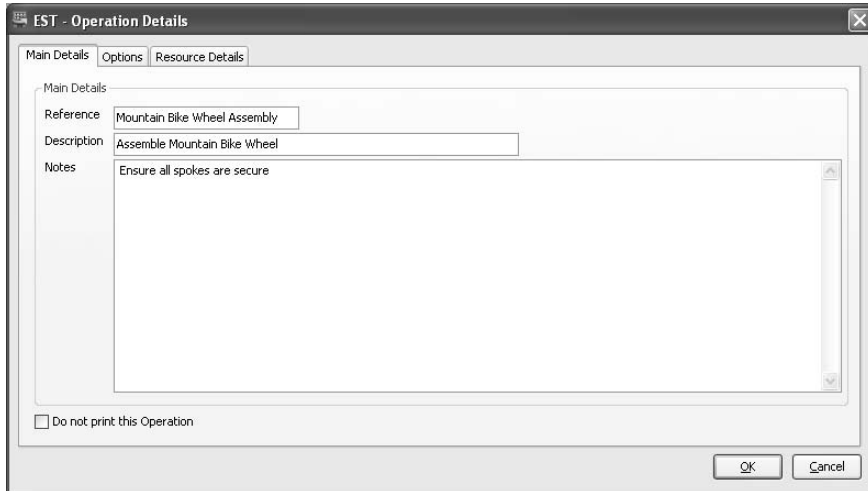 EST - Operation Details
Main Details Options Resource Details
Main Details
Reference Mountain Bike Wheel Assembly
Description Assemble Mountain Bike Wheel
Notes Ensure all spokes are secure
Do not print this Operation
OK Cancel